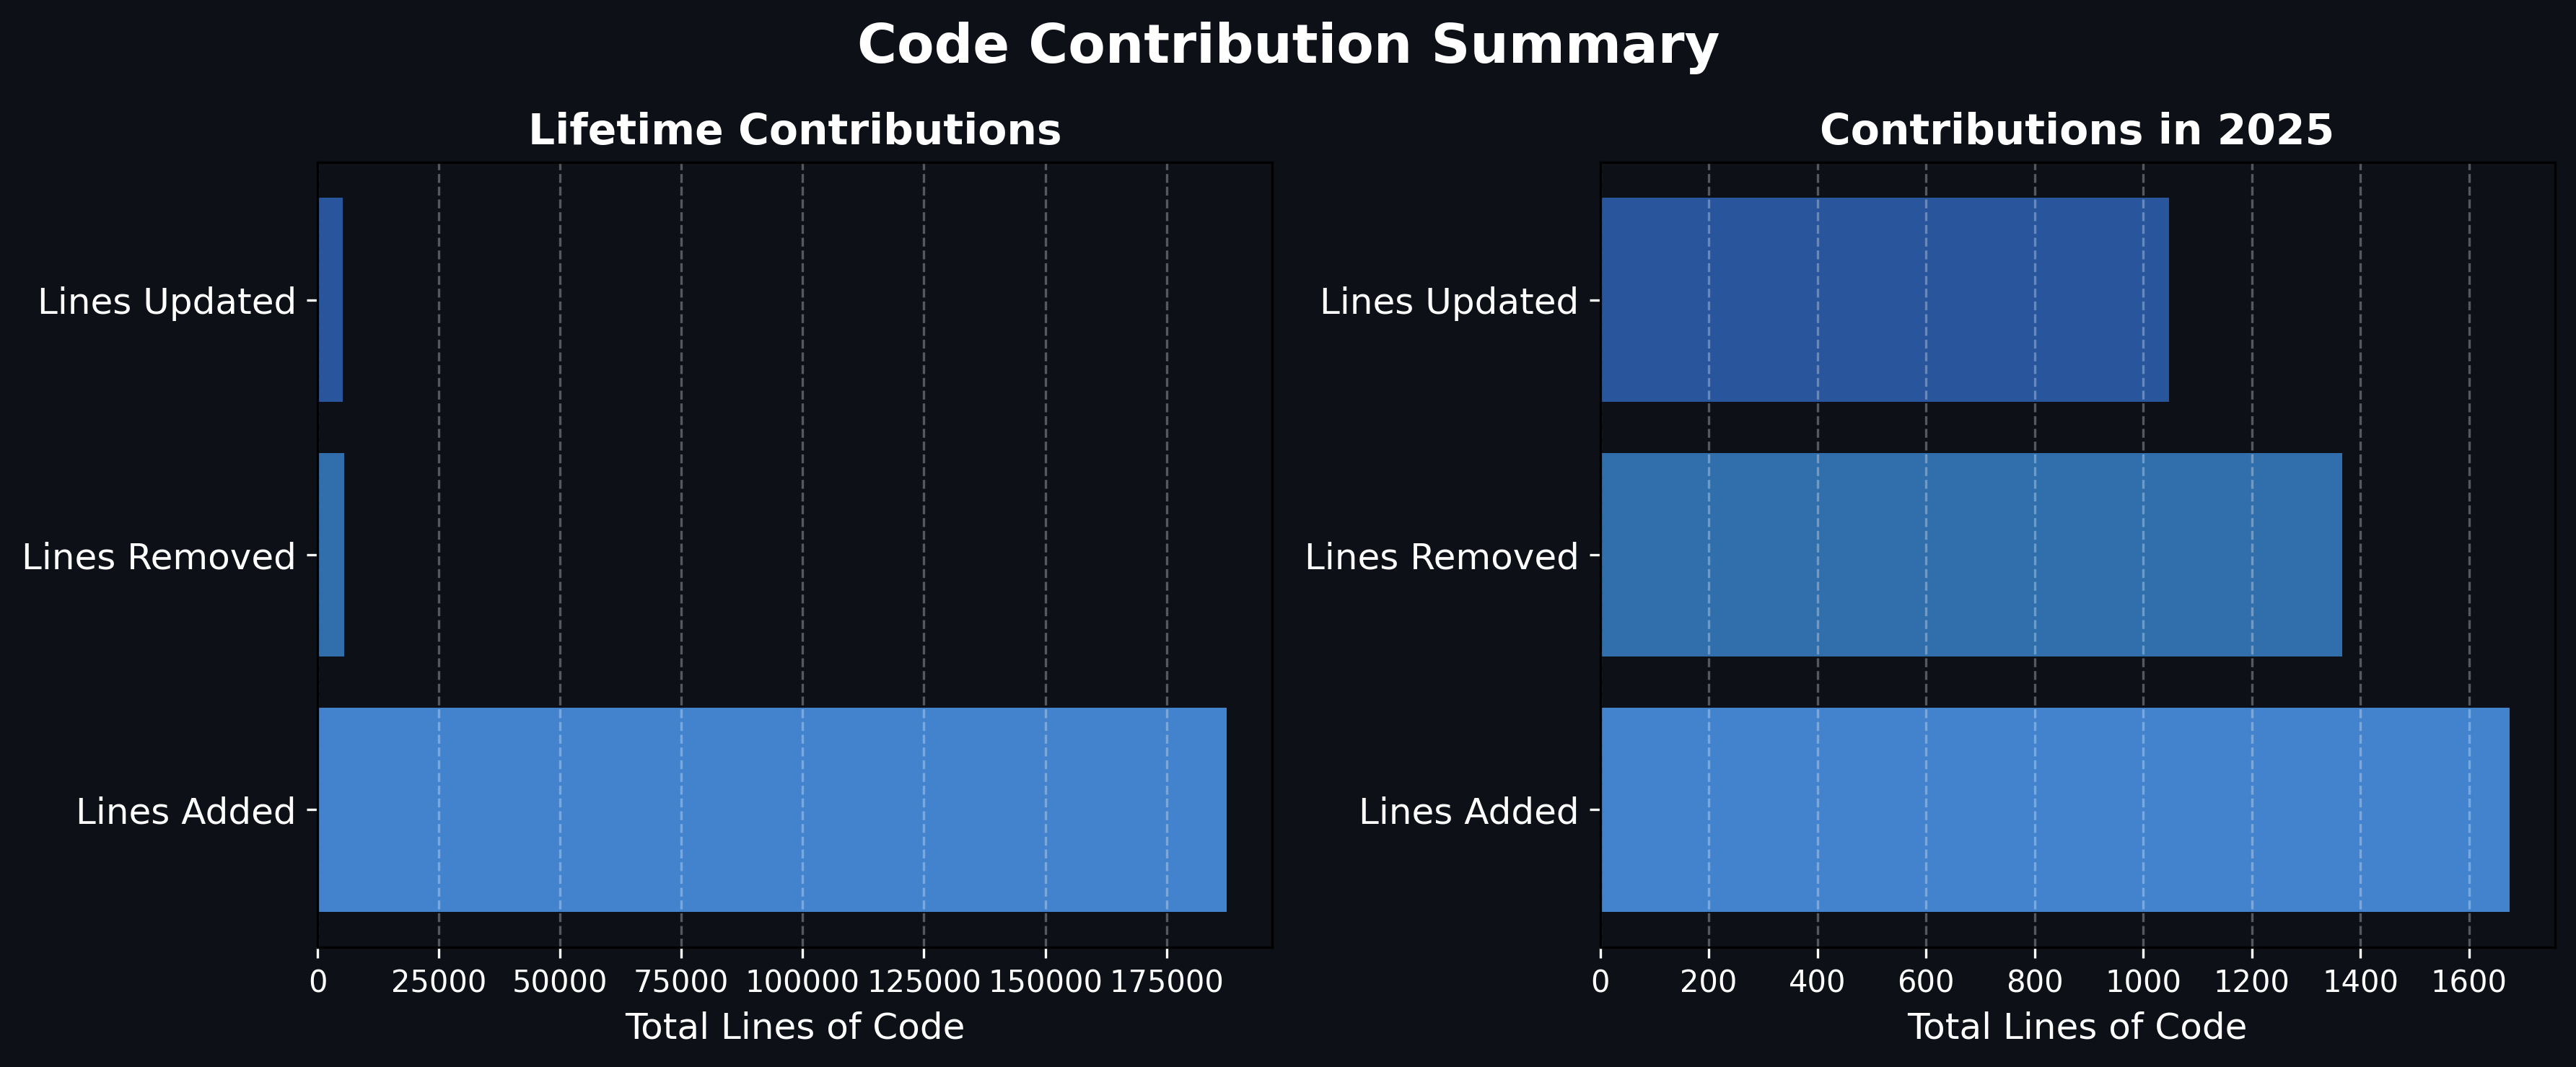 Code Contribution Summary
Lifetime Contributions
Lines Updated
Lines Removed
Lines Added
0 25000 50000 75000 100000 125000 150000 175000
Total Lines of Code
Contributions in 2025
Lines Updated
Lines Removed
Lines Added
0 200 400 600 800 1000 1200 1400 1600
Total Lines of Code